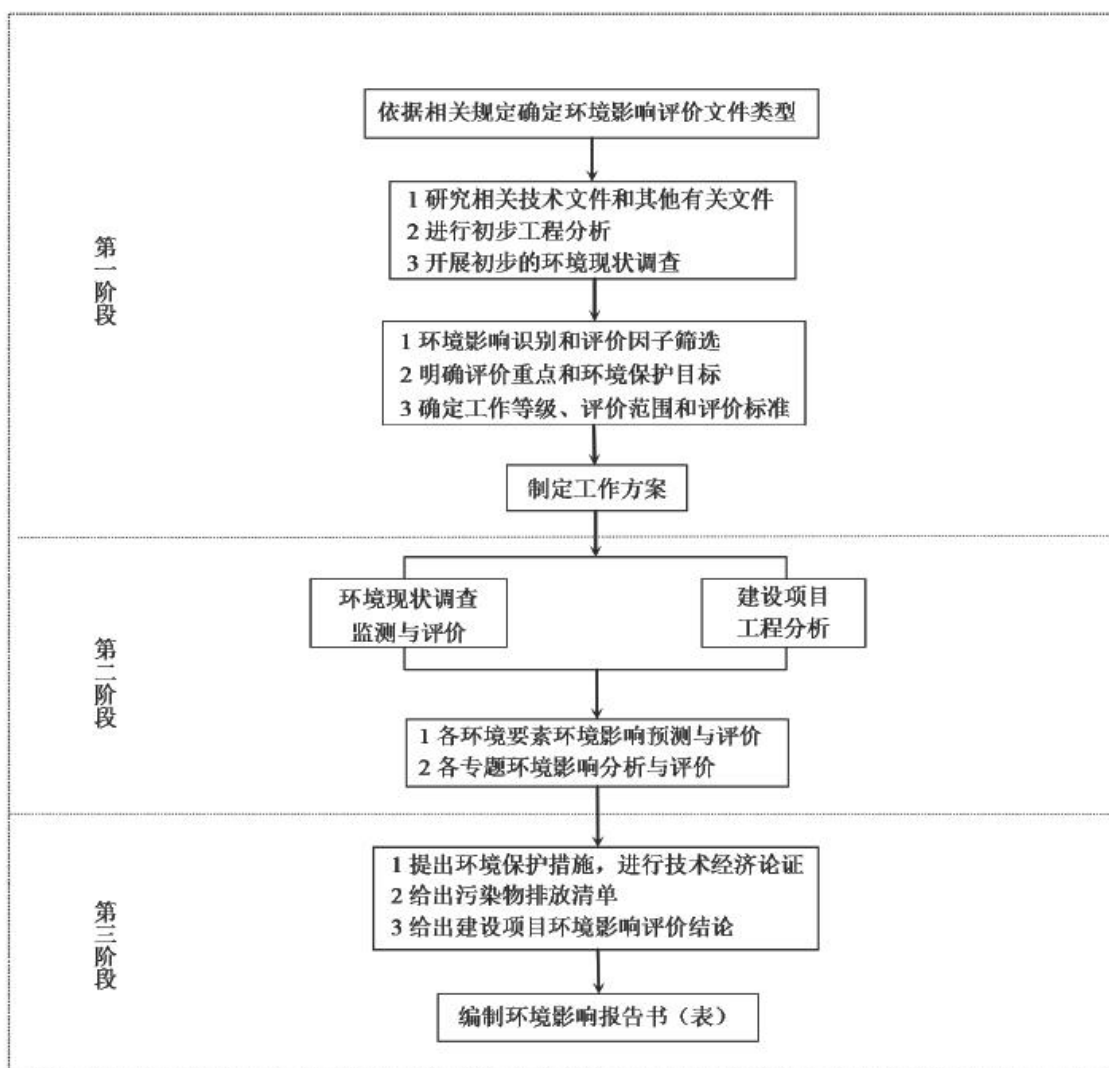 依据相关规定确定环境影响评价文件类型
1 研究相关技术文件和其他有关文件
2 进行初步工程分析
3 开展初步的环境现状调查
第一阶段
1 环境影响识别和评价因子筛选
2 明确评价重点和环境保护目标
3 确定工作等级、评价范围和评价标准
制定工作方案
环境现状调查
监测与评价
建设项目
工程分析
第二阶段
1 各环境要素环境影响预测与评价
2 各专题环境影响分析与评价
1 提出环境保护措施，进行技术经济论证
2 给出污染物排放清单
3 给出建设项目环境影响评价结论
第三阶段
编制环境影响报告书（表）